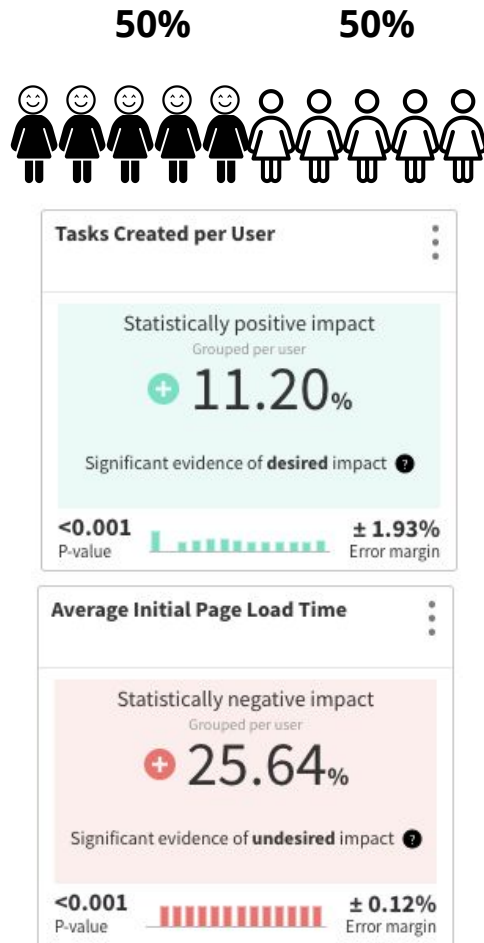 50% 50%
Tasks Created per User
Statistically positive impact
Grouped per user
+ 11.20%
Significant evidence of desired impact ?
<0.001 ± 1.93%
P-value Error margin
Average Initial Page Load Time
Statistically negative impact
Grouped per user
+ 25.64%
Significant evidence of undesired impact ?
<0.001 ± 0.12%
P-value Error margin